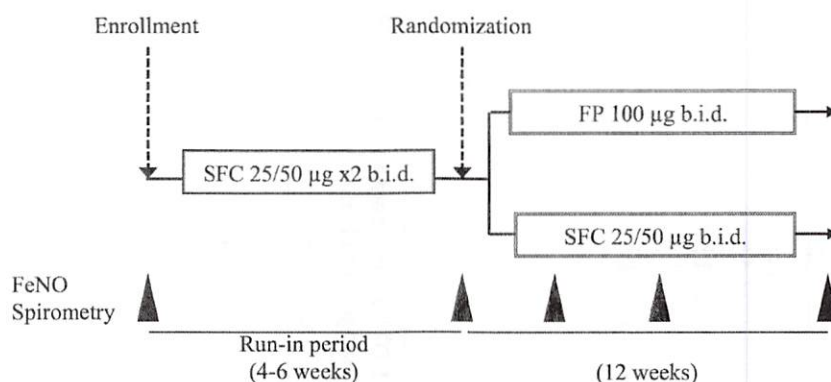 Enrollment
Randomization
FP 100 µg b.i.d.
SFC 25/50 µg x2 b.i.d.
SFC 25/50 µg b.i.d.
FeNO
Spirometry
Run-in period
(4-6 weeks)
(12 weeks)